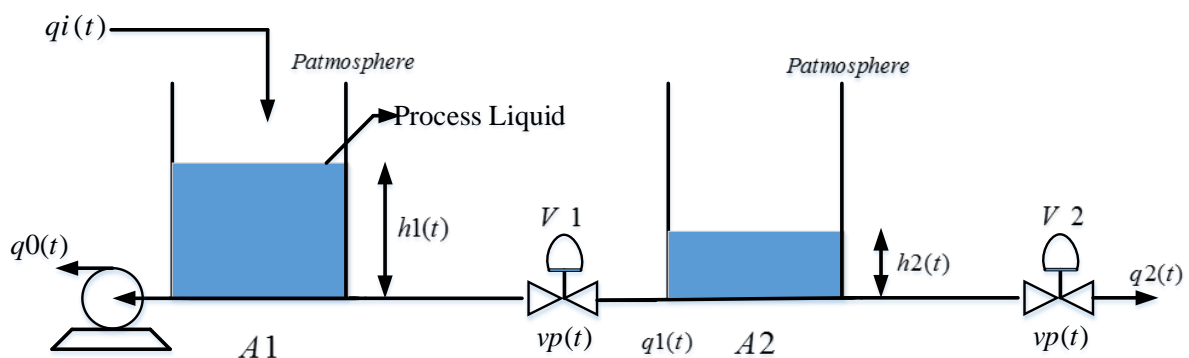 qi(t)
Patmosphere
Patmosphere
Process Liquid
V 1
V 2
h1(t)
q0(t)
h2(t)
q2(t)
A1
vp(t)
q1(t)
A2
vp(t)